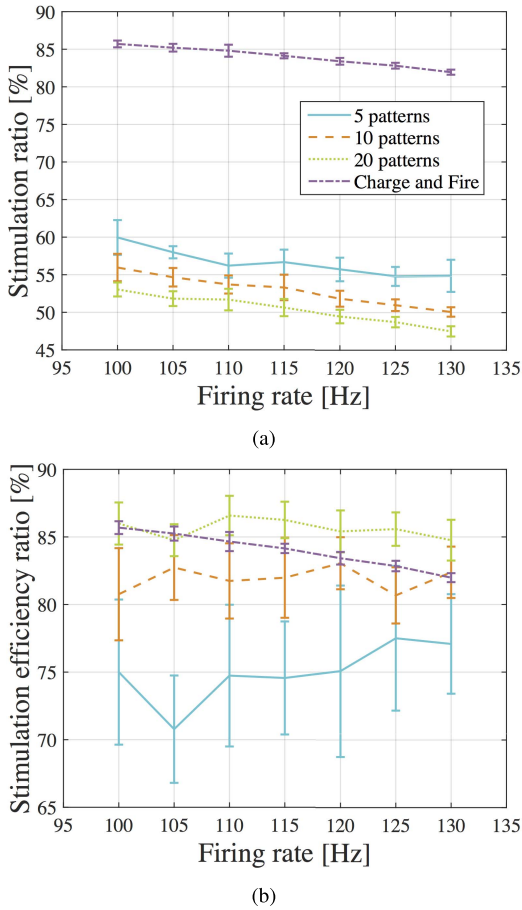 90
85
80
75
70
65
60
55
50
45
Stimulation ratio [%]
5 patterns
10 patterns
20 patterns
Charge and Fire
95 100 105 110 115 120 125 130 135
Firing rate [Hz]
(a)
90
85
80
75
70
65
Stimulation efficiency ratio [%]
95 100 105 110 115 120 125 130 135
Firing rate [Hz]
(b)